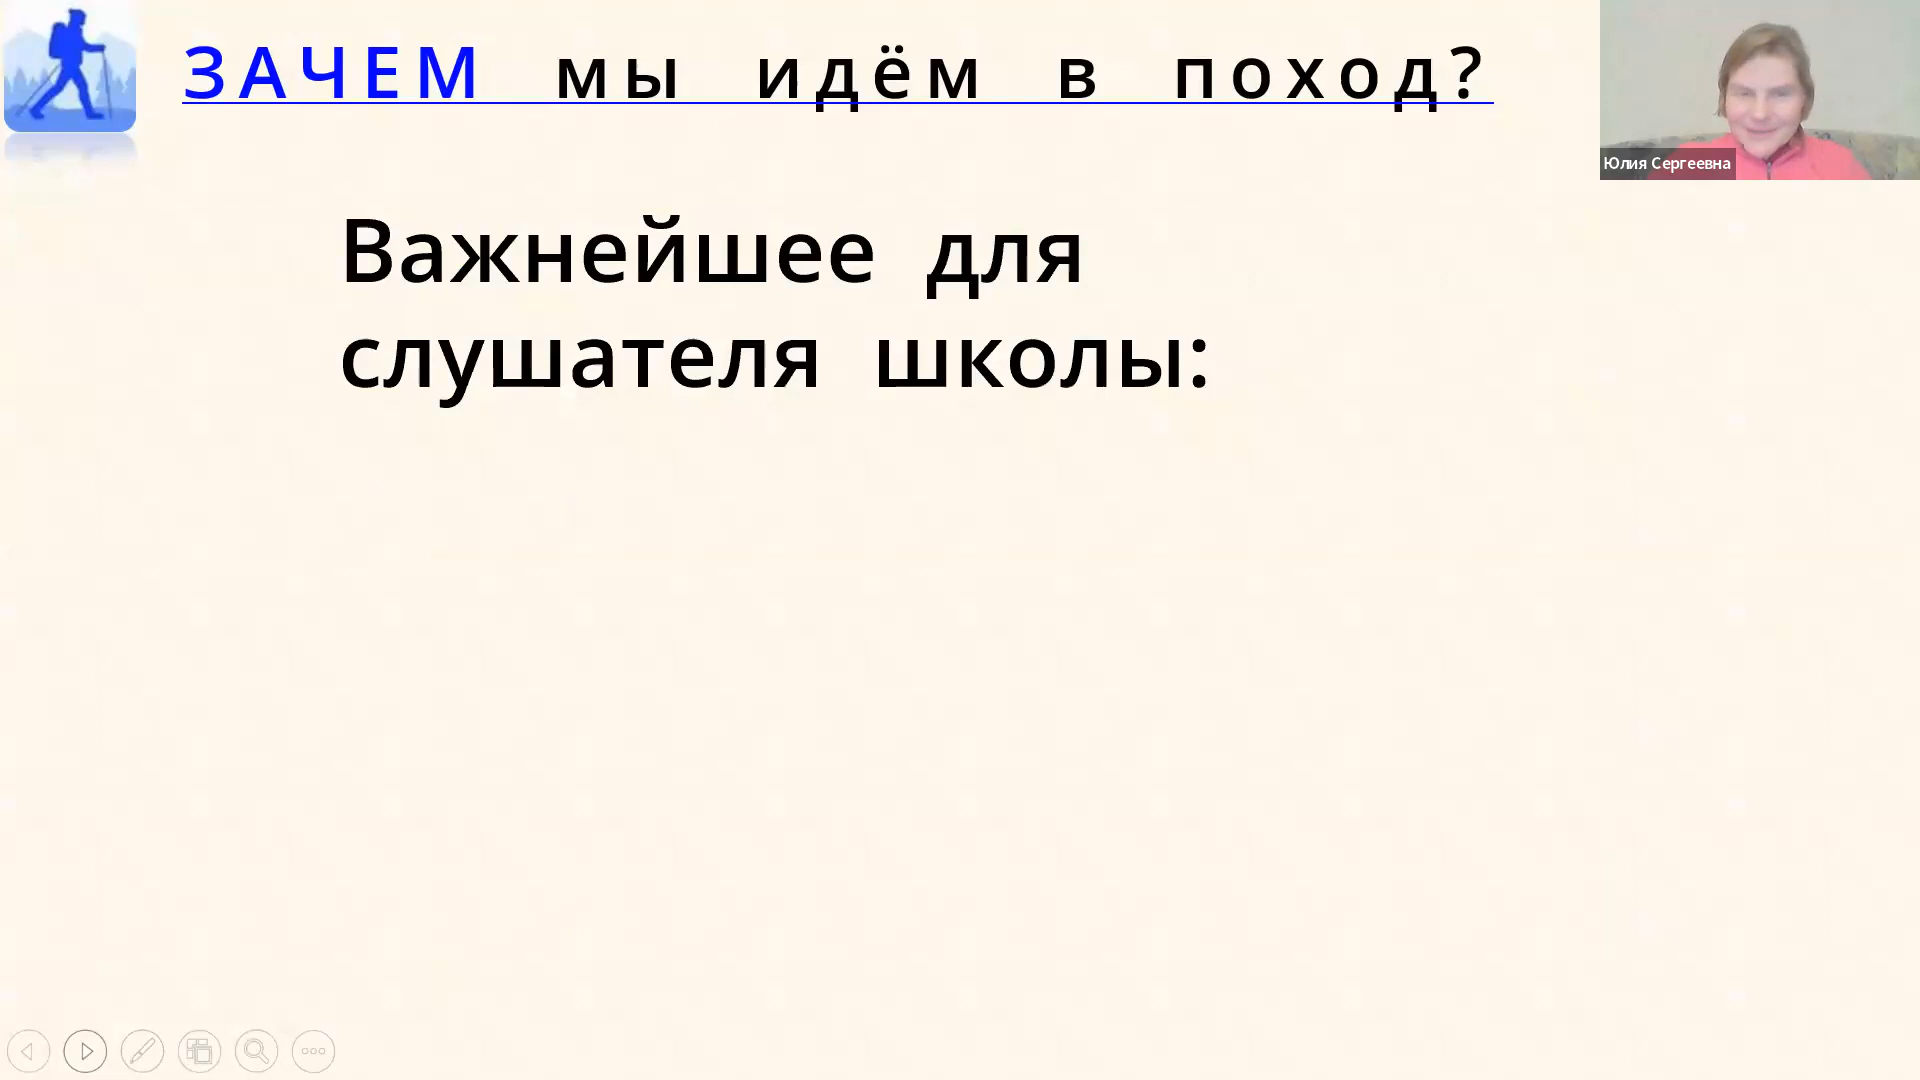 ЗАЧЕМ мы идём в поход?
Юлия Сергеевна
Важнейшее для
слушателя школы: